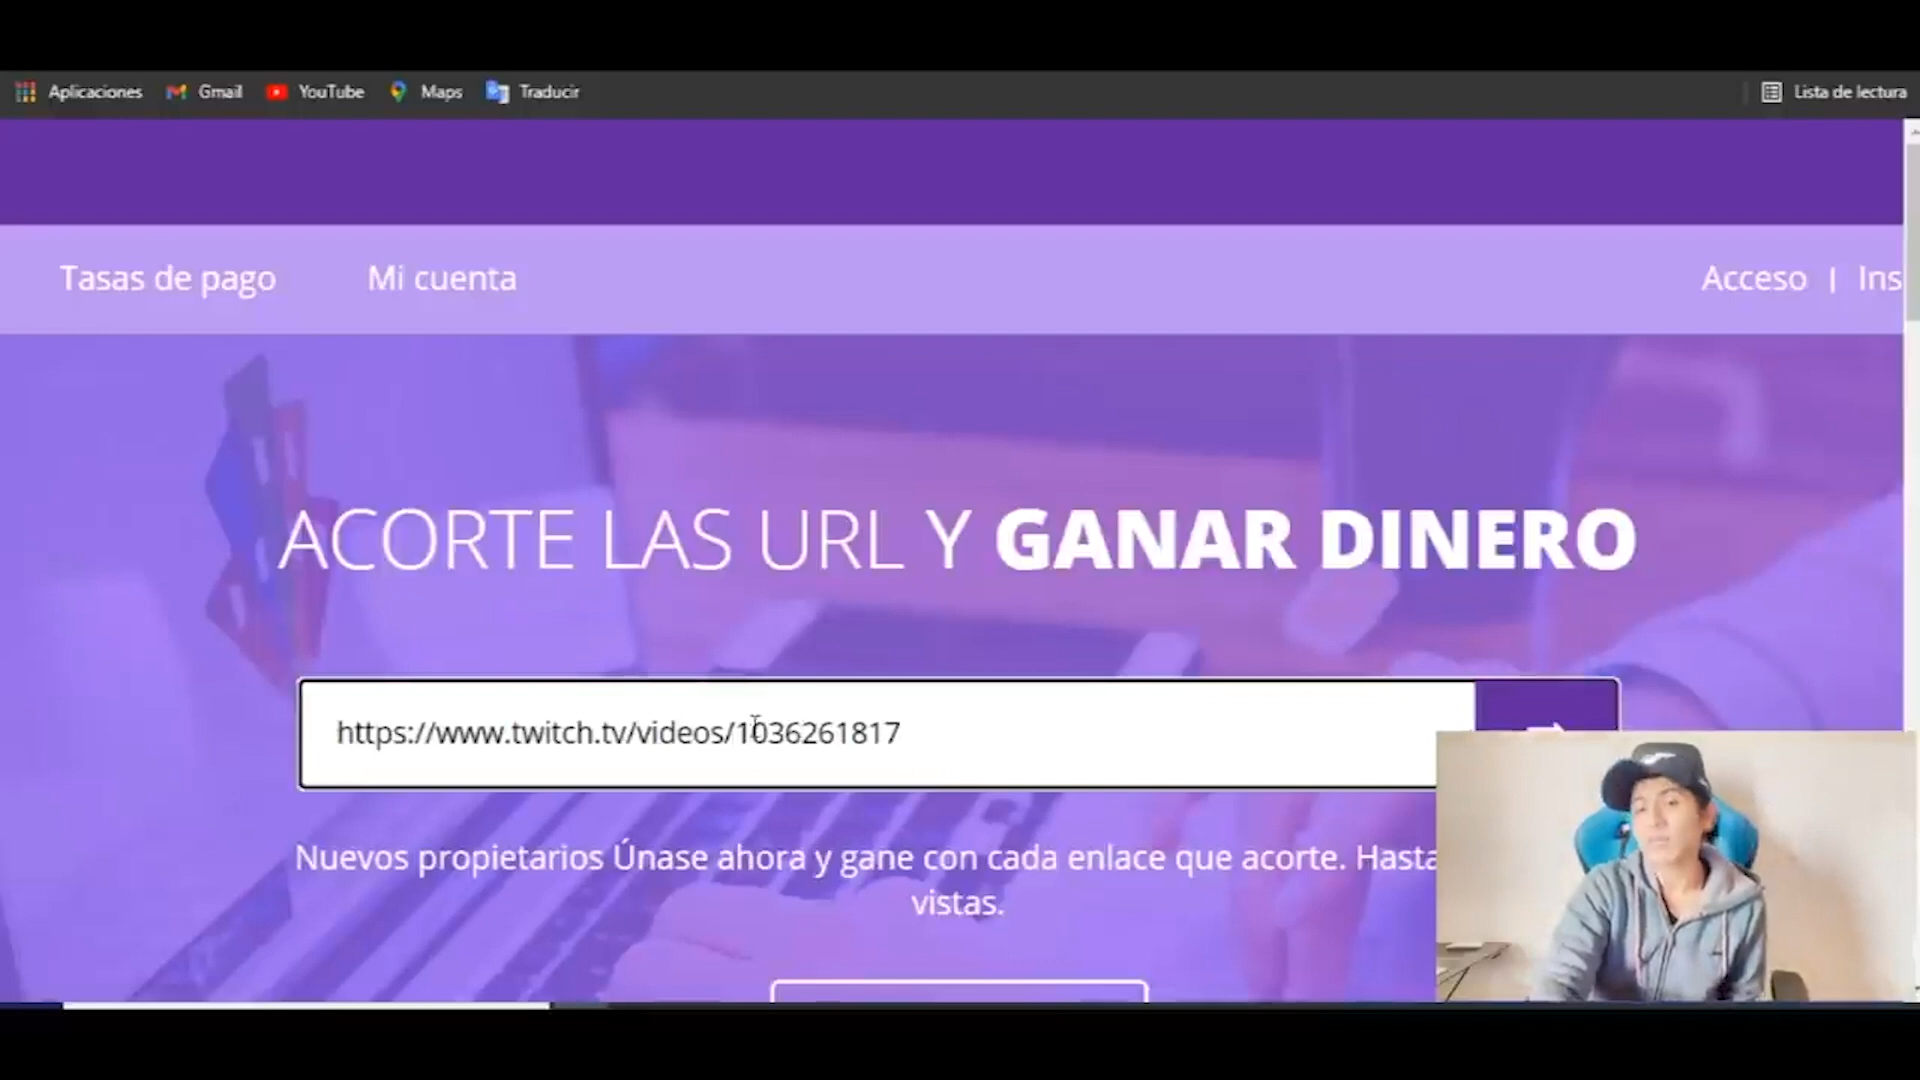 Aplicaciones Gmail YouTube Maps Traducir Lista de lectura
Tasas de pago Mi cuenta Acceso | Ins
ACORTE LAS URL Y GANAR DINERO
https://www.twitch.tv/videos/1036261817
Nuevos propietarios Únase ahora y gane con cada enlace que acorte. Hasta
vistas.